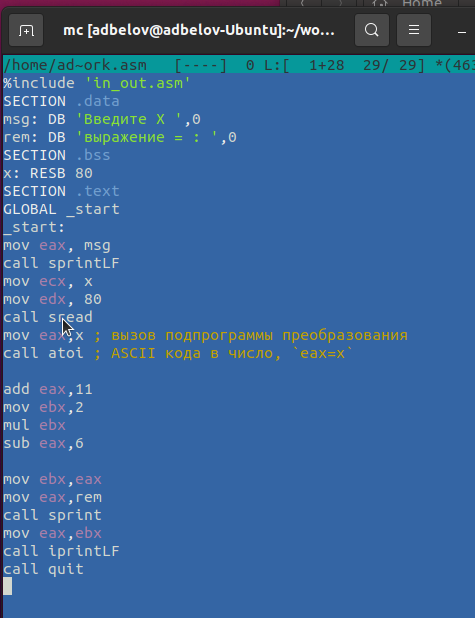 Home
mc [adbelov@adbelov-Ubuntu]:~/wo...
/home/ad~ork.asm   [----]  0 L:[  1+28  29/ 29] *(463
%include 'in_out.asm'
SECTION .data
msg: DB 'Введите X ',0
rem: DB 'выражение = : ',0
SECTION .bss
x: RESB 80
SECTION .text
GLOBAL _start
_start:
mov eax, msg
call sprintLF
mov ecx, x
mov edx, 80
call sread
mov eax,x ; вызов подпрограммы преобразования
call atoi ; ASCII кода в число, `eax=x`
add eax,11
mov ebx,2
mul ebx
sub eax,6
mov ebx,eax
mov eax,rem
call sprint
mov eax,ebx
call iprintLF
call quit